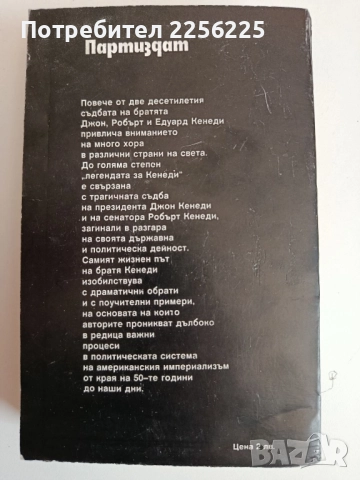 Потребител 2256225
Партиздат
Повече от две десетилетия
съдбата на братята
Джон, Робърт и Едуард Кенеди
привлича вниманието
на много хора
в различни страни на света.
До голяма степен
„легендата за Кенеди“
е свързана
с трагичната съдба
на президента Джон Кенеди
и на сенатора Робърт Кенеди,
загинали в разгара
на своята държавна
и политическа дейност.
Самият жизнен път
на братя Кенеди
изобилствува
с драматични обрати
и с поучителни примери,
на основата на които
авторите проникват дълбоко
в редица важни
процеси
в политическата система
на американския империализъм
от края на 50-те години
до наши дни.
Цена 2 лв.
bazar
БАЗАР